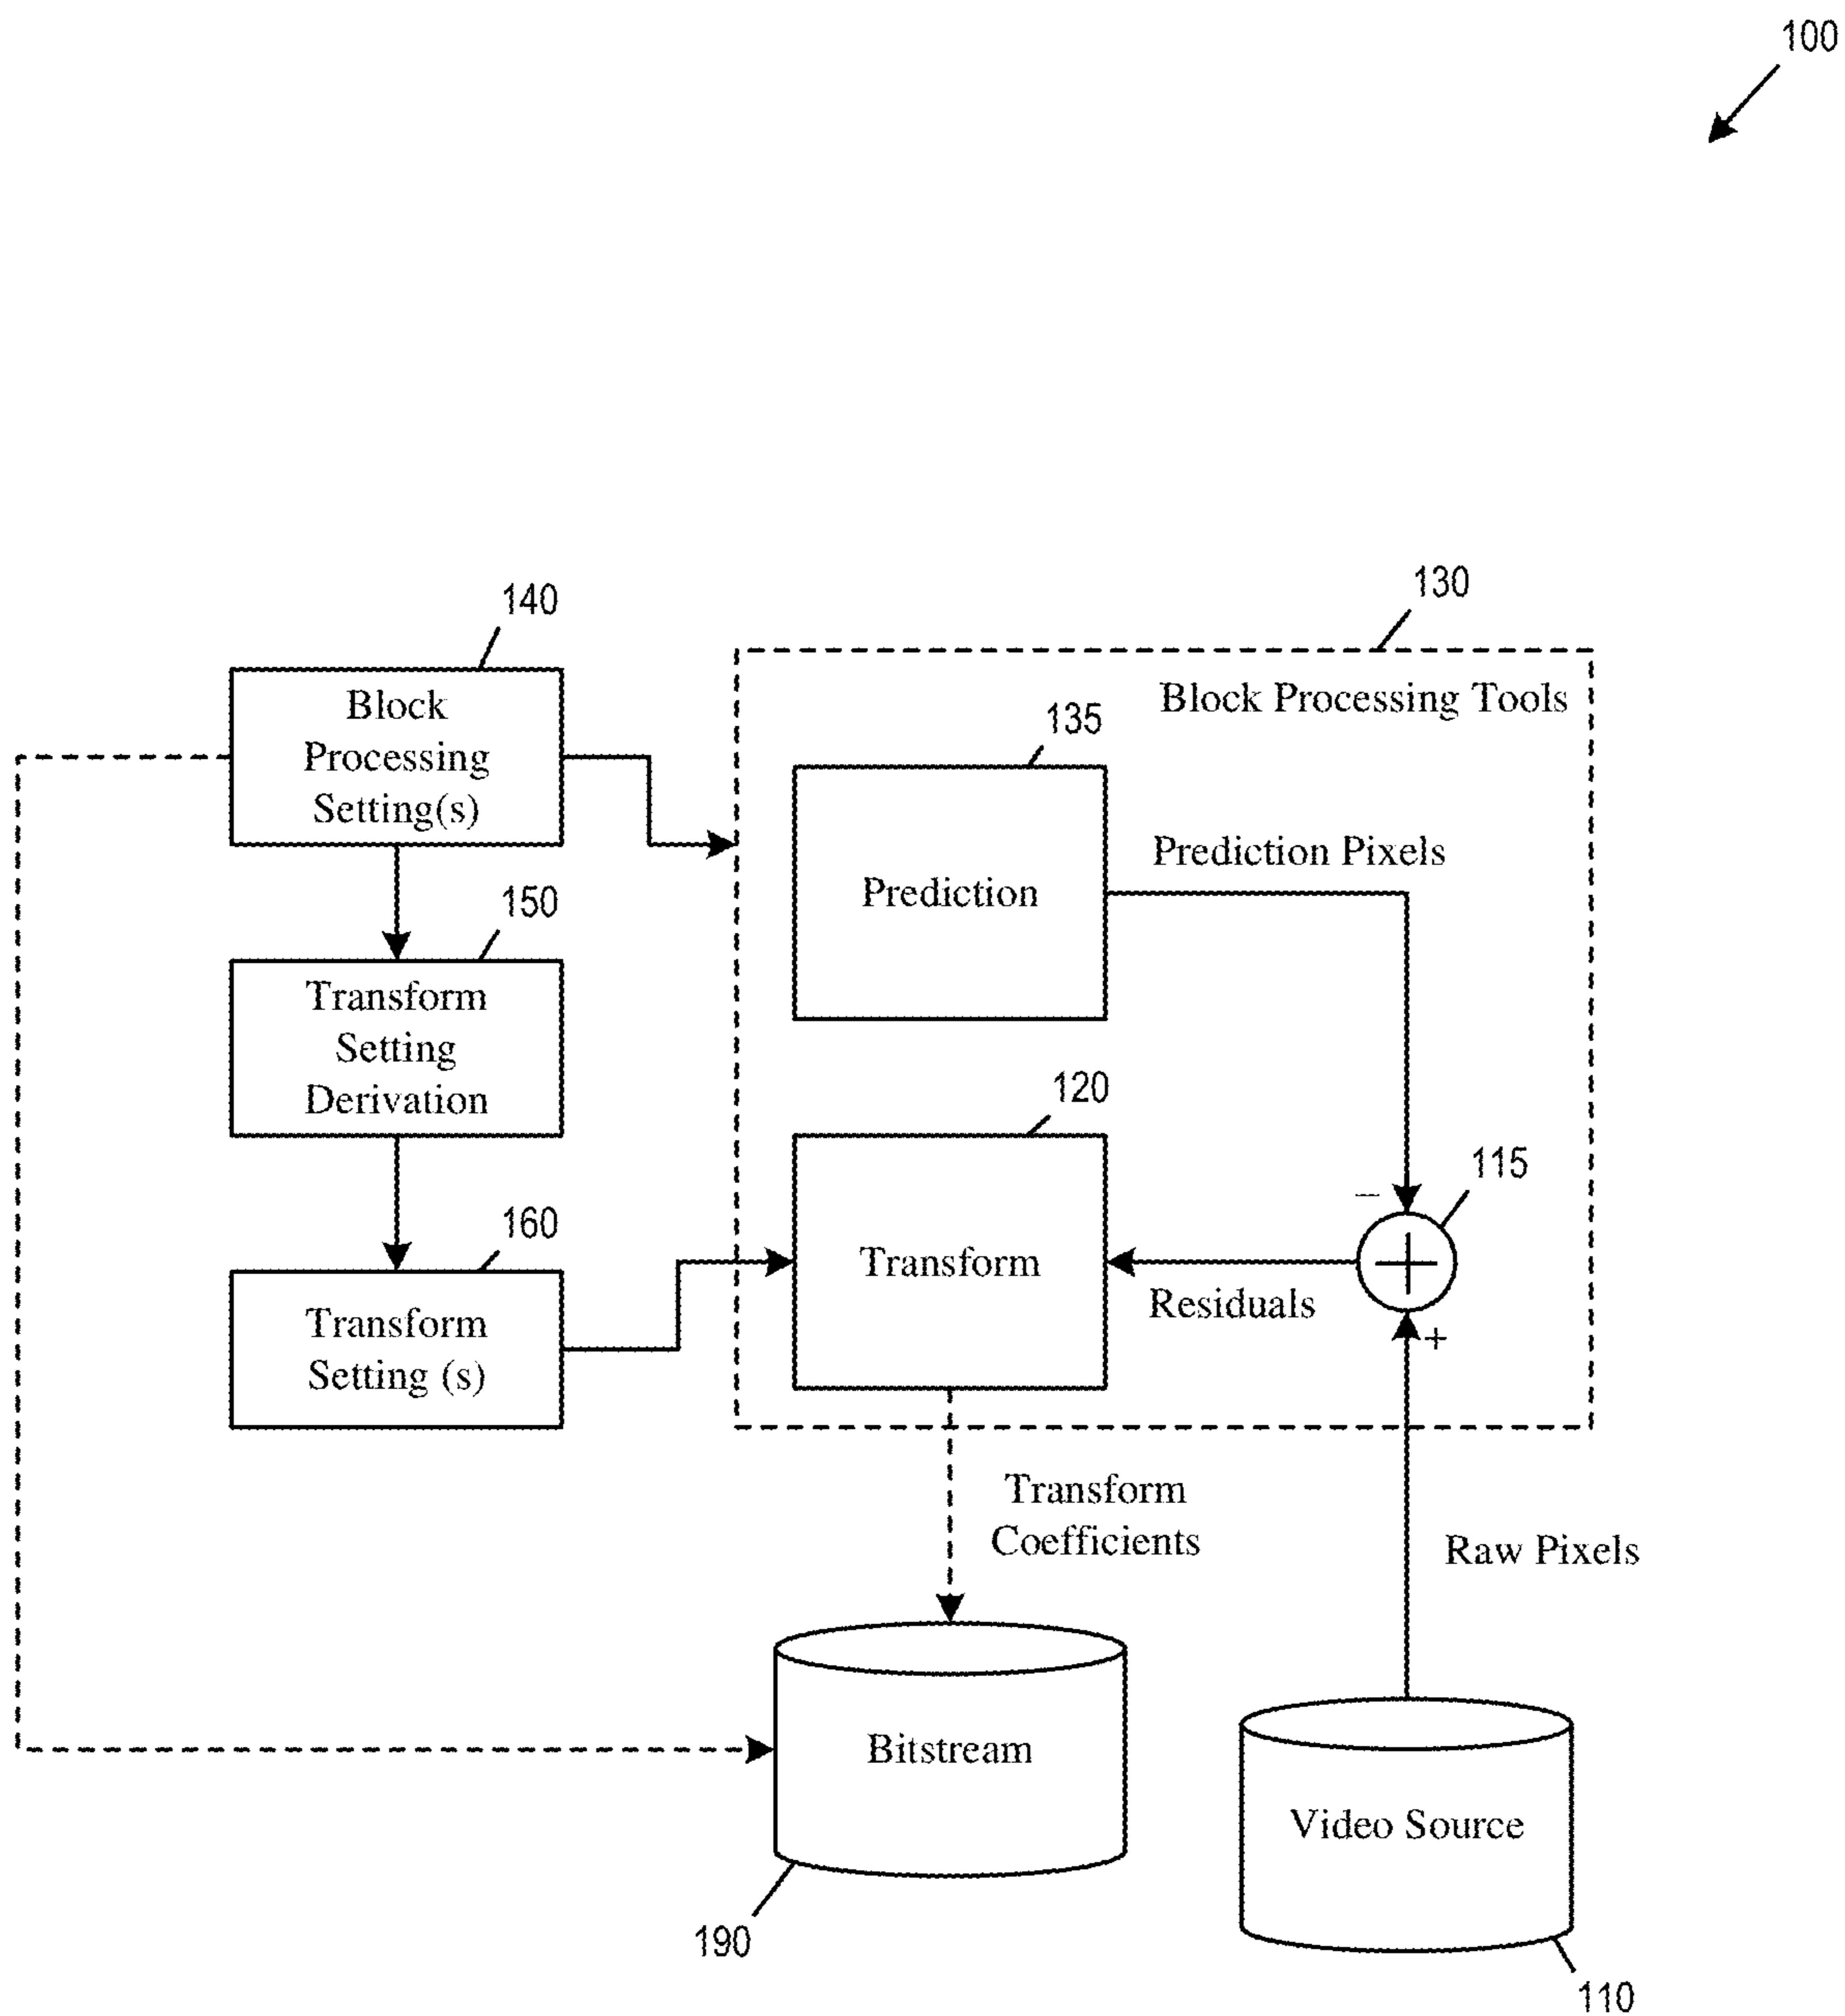 100
140
130
Block
Processing
Setting(s)
Block Processing Tools
135
Prediction
Prediction Pixels
150
Transform
Setting
Derivation
120
115
−
160
Transform
Setting (s)
Transform
Residuals
+
Transform
Coefficients
Raw Pixels
Bitstream
Video Source
190
110